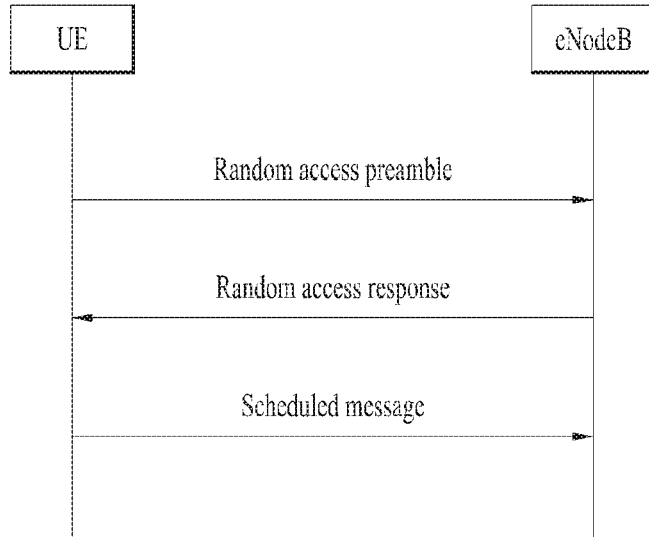 UE
eNodeB
Random access preamble
Random access response
Scheduled message